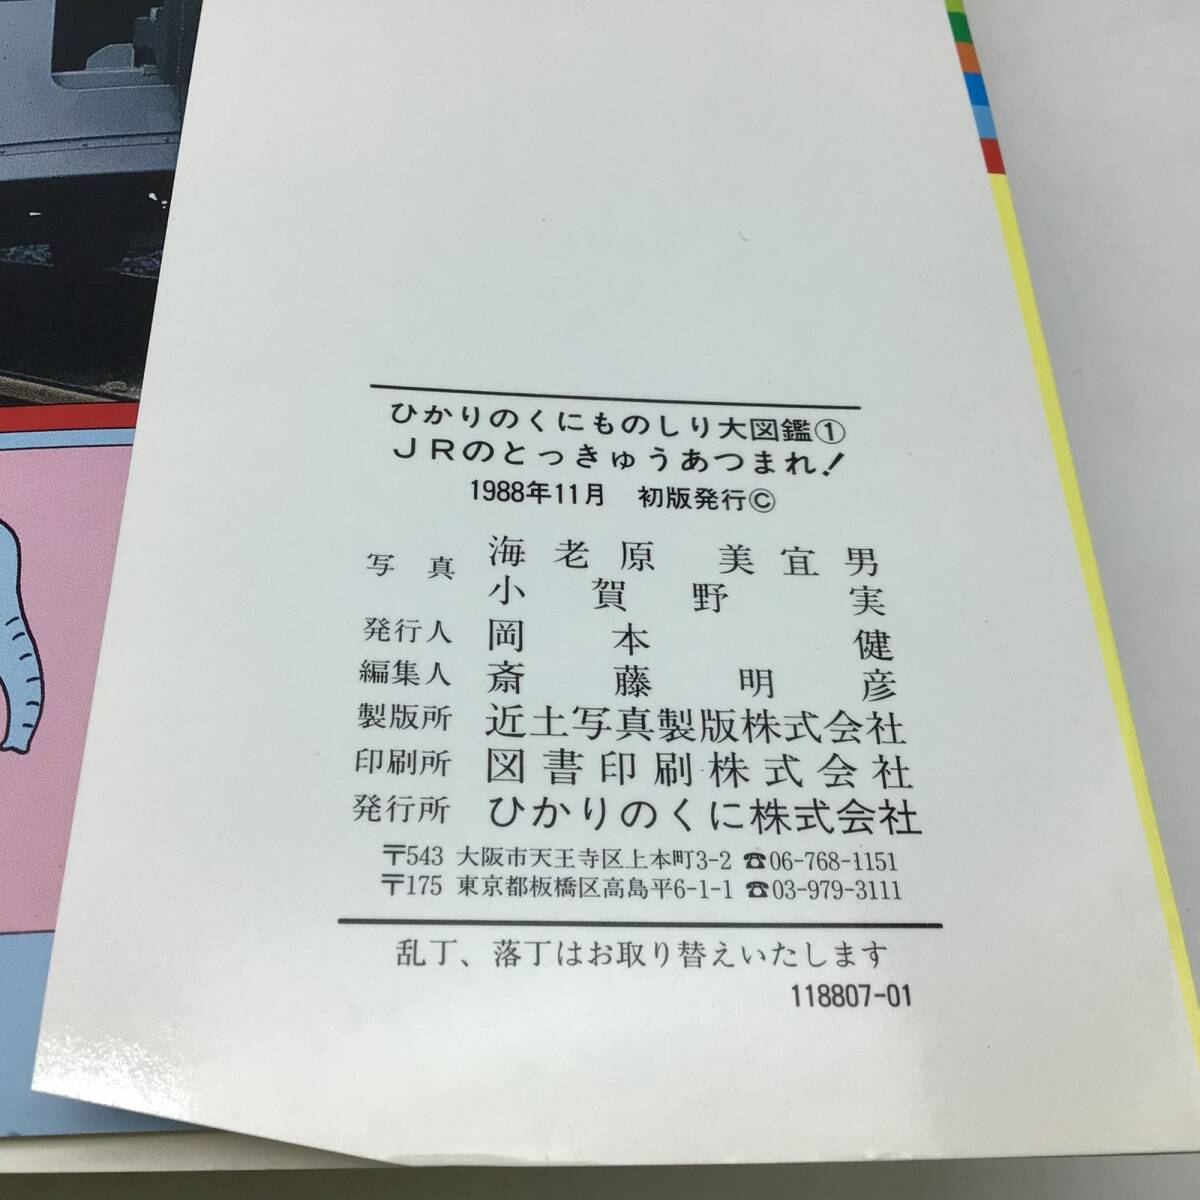 ひかりのくにものしり大図鑑①
JRのとっきゅうあつまれ！
1988年11月 初版発行©
写真 海老原 美宜男
小賀野 実
発行人 岡本 健
編集人 斎藤明彦
製版所 近土写真製版株式会社
印刷所 図書印刷株式会社
発行所 ひかりのくに株式会社
〒543 大阪市天王寺区上本町3-2 ☎06-768-1151
〒175 東京都板橋区高島平6-1-1 ☎03-979-3111
乱丁、落丁はお取り替えいたします
118807-01